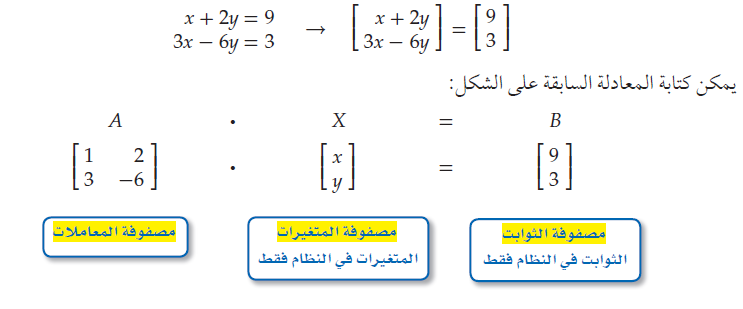 x + 2y = 9
3x − 6y = 3 → [ x + 2y
3x − 6y ] = [ 9
3 ]
يمكن كتابة المعادلة السابقة على الشكل:
A • X = B
[ 1 2
3 −6 ] • [ x
y ] = [ 9
3 ]
مصفوفة المعاملات
مصفوفة المتغيرات
المتغيرات في النظام فقط
مصفوفة الثوابت
الثوابت في النظام فقط